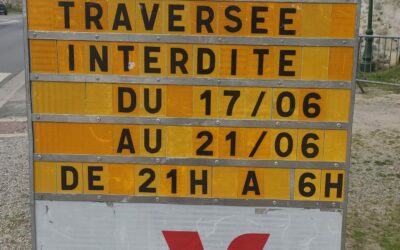 TRAVERSEE
INTERDITE
DU 17/06
AU 21/06
DE 21H A 6H